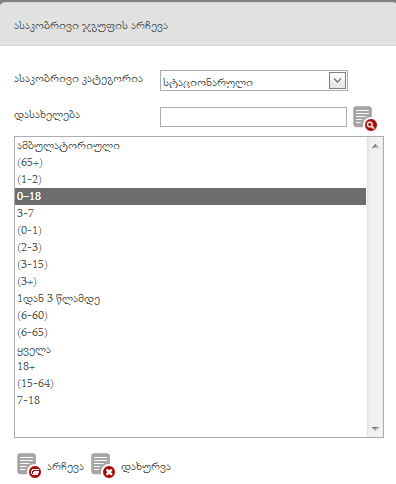 ასაკობრივი ჯგუფის არჩევა
ასაკობრივი კატეგორია სტაციონარული
დასახელება
ამბულატორიული
(65+)
(1-2)
0–18
3-7
(0-1)
(2-3)
(3-15)
(3+)
1დან 3 წლამდე
(6-60)
(6-65)
ყველა
18+
(15-64)
7-18
არჩევა დახურვა